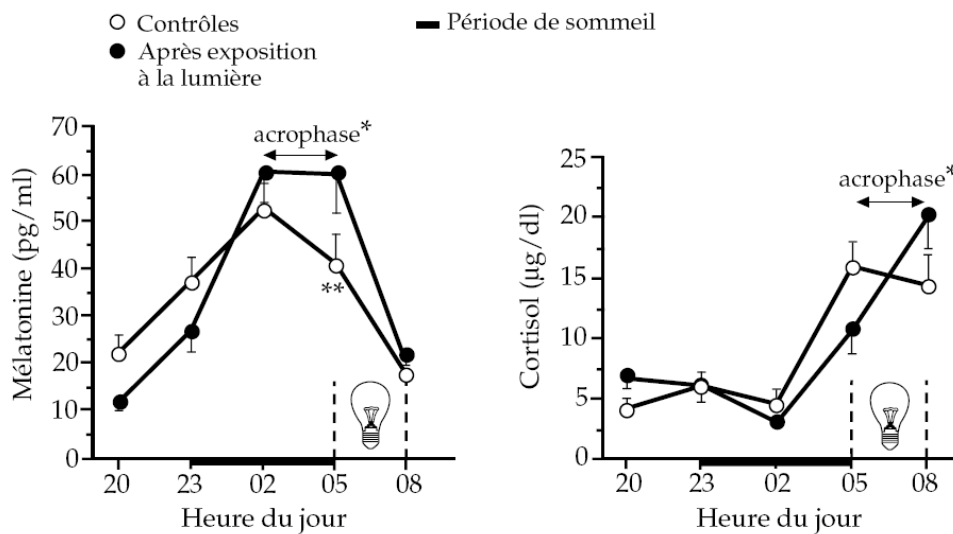 Contrôles
Période de sommeil
Après exposition
à la lumière
70
60
50
40
30
20
10
0
Mélatonine (pg/ml)
acrophase*
**
20 23 02 05 08
Heure du jour
25
20
15
10
5
0
Cortisol (µg/dl)
acrophase*
20 23 02 05 08
Heure du jour